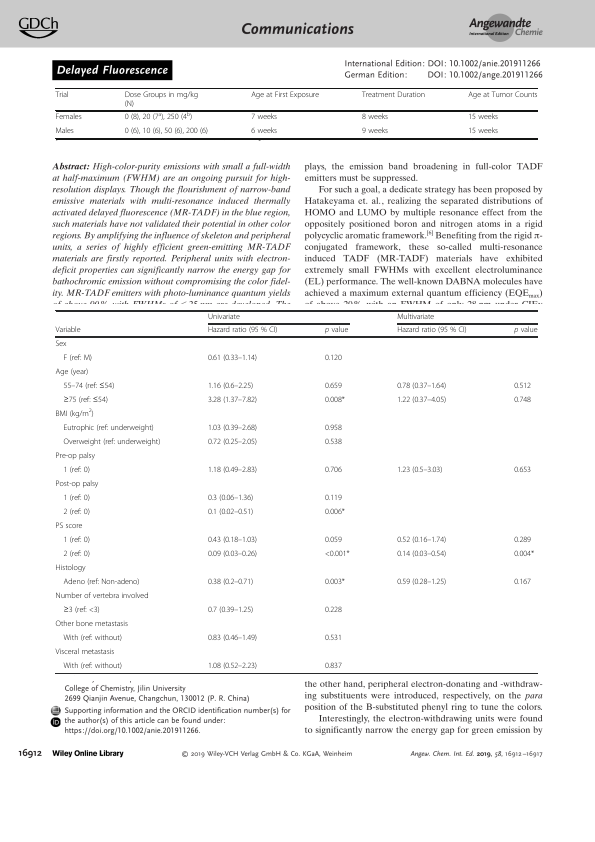 GDCh
Communications
Angewandte
International Edition Chemie
Delayed Fluorescence
International Edition: DOI: 10.1002/anie.201911266
German Edition: DOI: 10.1002/ange.201911266
Trial Dose Groups in mg/kg (N) Age at First Exposure Treatment Duration Age at Tumor Counts
Females 0 (8), 20 (7ᵃ), 250 (4ᵇ) 7 weeks 8 weeks 15 weeks
Males 0 (6), 10 (6), 50 (6), 200 (6) 6 weeks 9 weeks 15 weeks
Abstract: High-color-purity emissions with small a full-width
at half-maximum (FWHM) are an ongoing pursuit for high-
resolution displays. Though the flourishment of narrow-band
emissive materials with multi-resonance induced thermally
activated delayed fluorescence (MR-TADF) in the blue region,
such materials have not validated their potential in other color
regions. By amplifying the influence of skeleton and peripheral
units, a series of highly efficient green-emitting MR-TADF
materials are firstly reported. Peripheral units with electron-
deficit properties can significantly narrow the energy gap for
bathochromic emission without compromising the color fidel-
ity. MR-TADF emitters with photo-luminance quantum yields
plays, the emission band broadening in full-color TADF
emitters must be suppressed.
For such a goal, a dedicate strategy has been proposed by
Hatakeyama et. al., realizing the separated distributions of
HOMO and LUMO by multiple resonance effect from the
oppositely positioned boron and nitrogen atoms in a rigid
polycyclic aromatic framework.[6] Benefiting from the rigid π-
conjugated framework, these so-called multi-resonance
induced TADF (MR-TADF) materials have exhibited
extremely small FWHMs with excellent electroluminance
(EL) performance. The well-known DABNA molecules have
achieved a maximum external quantum efficiency (EQEmax)
Univariate Multivariate
Variable Hazard ratio (95 % CI) p value Hazard ratio (95 % CI) p value
Sex
F (ref: M) 0.61 (0.33–1.14) 0.120
Age (year)
55–74 (ref: ≤54) 1.16 (0.6–2.25) 0.659 0.78 (0.37–1.64) 0.512
≥75 (ref: ≤54) 3.28 (1.37–7.82) 0.008* 1.22 (0.37–4.05) 0.748
BMI (kg/m²)
Eutrophic (ref: underweight) 1.03 (0.39–2.68) 0.958
Overweight (ref: underweight) 0.72 (0.25–2.05) 0.538
Pre-op palsy
1 (ref: 0) 1.18 (0.49–2.83) 0.706 1.23 (0.5–3.03) 0.653
Post-op palsy
1 (ref: 0) 0.3 (0.06–1.36) 0.119
2 (ref: 0) 0.1 (0.02–0.51) 0.006*
PS score
1 (ref: 0) 0.43 (0.18–1.03) 0.059 0.52 (0.16–1.74) 0.289
2 (ref: 0) 0.09 (0.03–0.26) <0.001* 0.14 (0.03–0.54) 0.004*
Histology
Adeno (ref: Non-adeno) 0.38 (0.2–0.71) 0.003* 0.59 (0.28–1.25) 0.167
Number of vertebra involved
≥3 (ref: <3) 0.7 (0.39–1.25) 0.228
Other bone metastasis
With (ref: without) 0.83 (0.46–1.49) 0.531
Visceral metastasis
With (ref: without) 1.08 (0.52–2.23) 0.837
College of Chemistry, Jilin University
2699 Qianjin Avenue, Changchun, 130012 (P. R. China)
Supporting information and the ORCID identification number(s) for
the author(s) of this article can be found under:
https://doi.org/10.1002/anie.201911266.
the other hand, peripheral electron-donating and -withdraw-
ing substituents were introduced, respectively, on the para
position of the B-substituted phenyl ring to tune the colors.
Interestingly, the electron-withdrawing units were found
to significantly narrow the energy gap for green emission by
16912 Wiley Online Library © 2019 Wiley-VCH Verlag GmbH & Co. KGaA, Weinheim Angew. Chem. Int. Ed. 2019, 58, 16912–16917